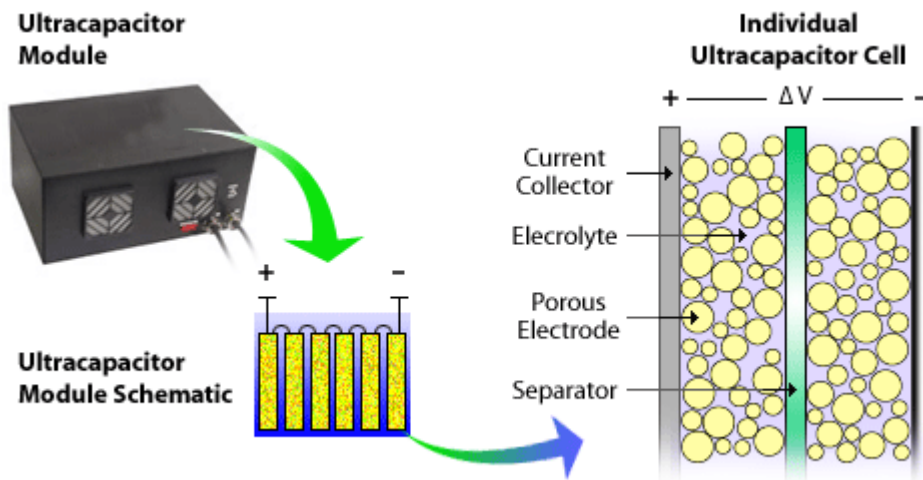 Ultracapacitor
Module
Individual
Ultracapacitor Cell
+ ΔV -
Current
Collector
Elecrolyte
Porous
Electrode
Separator
+ -
Ultracapacitor
Module Schematic